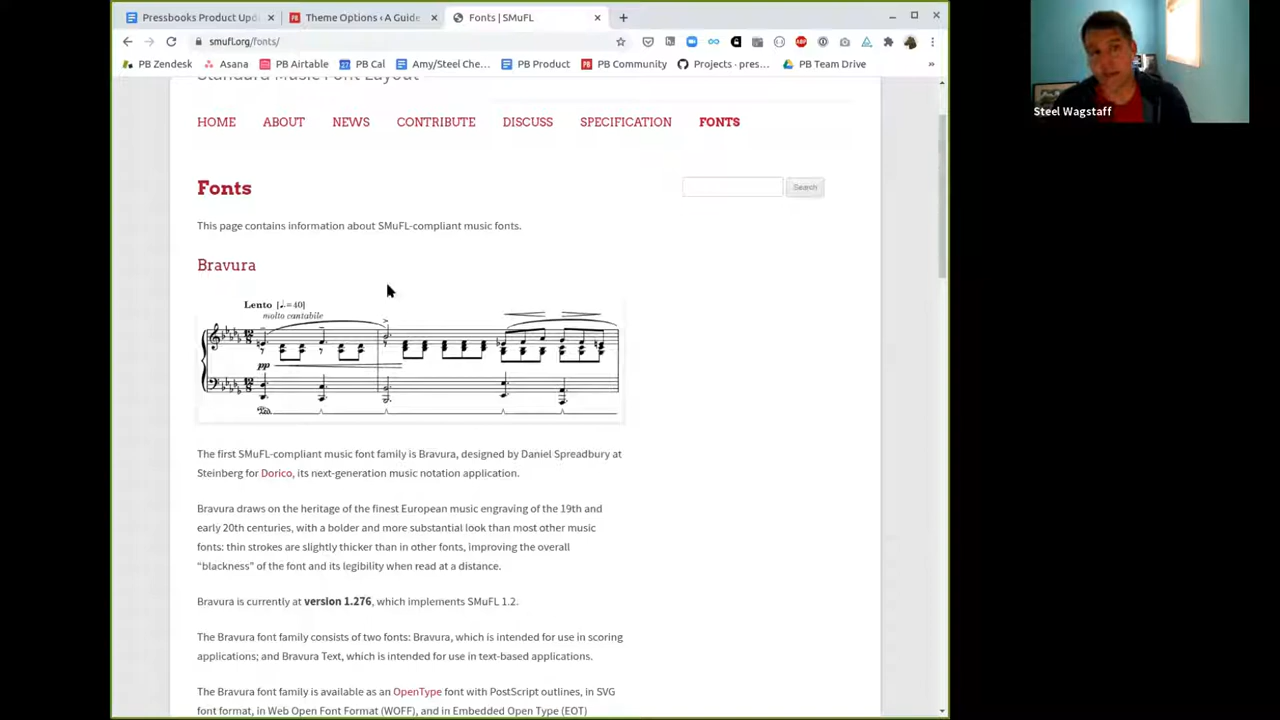 Pressbooks Product Upd
Theme Options ‹ A Guide
Fonts | SMuFL
smufl.org/fonts/
PB Zendesk
Asana
PB Airtable
PB Cal
Amy/Steel Che...
PB Product
PB Community
Projects · pres...
PB Team Drive
»
Standard Music Font Layout
HOME
ABOUT
NEWS
CONTRIBUTE
DISCUSS
SPECIFICATION
FONTS
Fonts
Search
This page contains information about SMuFL-compliant music fonts.
Bravura
Lento [♩.=40]
molto cantabile
pp
The first SMuFL-compliant music font family is Bravura, designed by Daniel Spreadbury at
Steinberg for Dorico, its next-generation music notation application.
Bravura draws on the heritage of the finest European music engraving of the 19th and
early 20th centuries, with a bolder and more substantial look than most other music
fonts: thin strokes are slightly thicker than in other fonts, improving the overall
“blackness” of the font and its legibility when read at a distance.
Bravura is currently at version 1.276, which implements SMuFL 1.2.
The Bravura font family consists of two fonts: Bravura, which is intended for use in scoring
applications; and Bravura Text, which is intended for use in text-based applications.
The Bravura font family is available as an OpenType font with PostScript outlines, in SVG
font format, in Web Open Font Format (WOFF), and in Embedded Open Type (EOT)
Steel Wagstaff